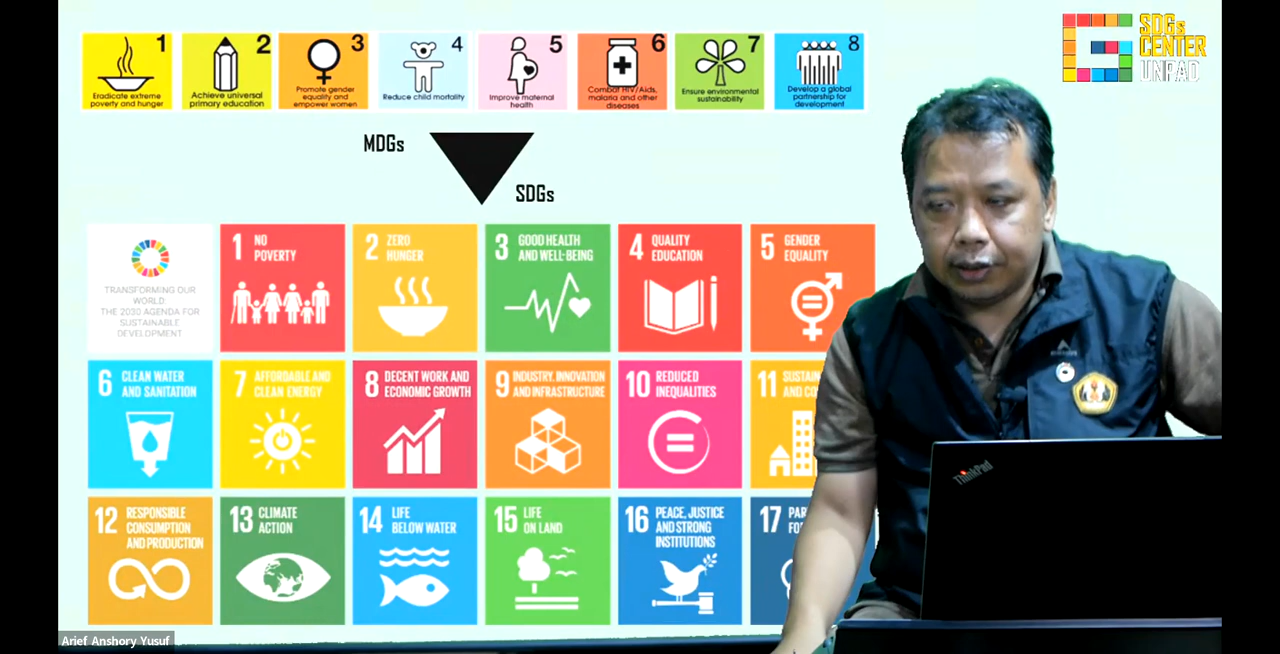 1
Eradicate extreme
poverty and hunger
2
Achieve universal
primary education
3
Promote gender
equality and
empower women
4
Reduce child mortality
5
Improve maternal
health
6
Combat HIV/Aids,
malaria and other
diseases
7
Ensure environmental
sustainability
8
Develop a global
partnership for
development
SDGs
CENTER
UNPAD
MDGs
SDGs
TRANSFORMING OUR
WORLD:
THE 2030 AGENDA FOR
SUSTAINABLE
DEVELOPMENT
1 NO
POVERTY
2 ZERO
HUNGER
3 GOOD HEALTH
AND WELL-BEING
4 QUALITY
EDUCATION
5 GENDER
EQUALITY
6 CLEAN WATER
AND SANITATION
7 AFFORDABLE AND
CLEAN ENERGY
8 DECENT WORK AND
ECONOMIC GROWTH
9 INDUSTRY, INNOVATION
AND INFRASTRUCTURE
10 REDUCED
INEQUALITIES
11 SUSTAIN
AND CO
12 RESPONSIBLE
CONSUMPTION
AND PRODUCTION
13 CLIMATE
ACTION
14 LIFE
BELOW WATER
15 LIFE
ON LAND
16 PEACE, JUSTICE
AND STRONG
INSTITUTIONS
17 PAR
FO
ThinkPad
Arief Anshory Yusuf